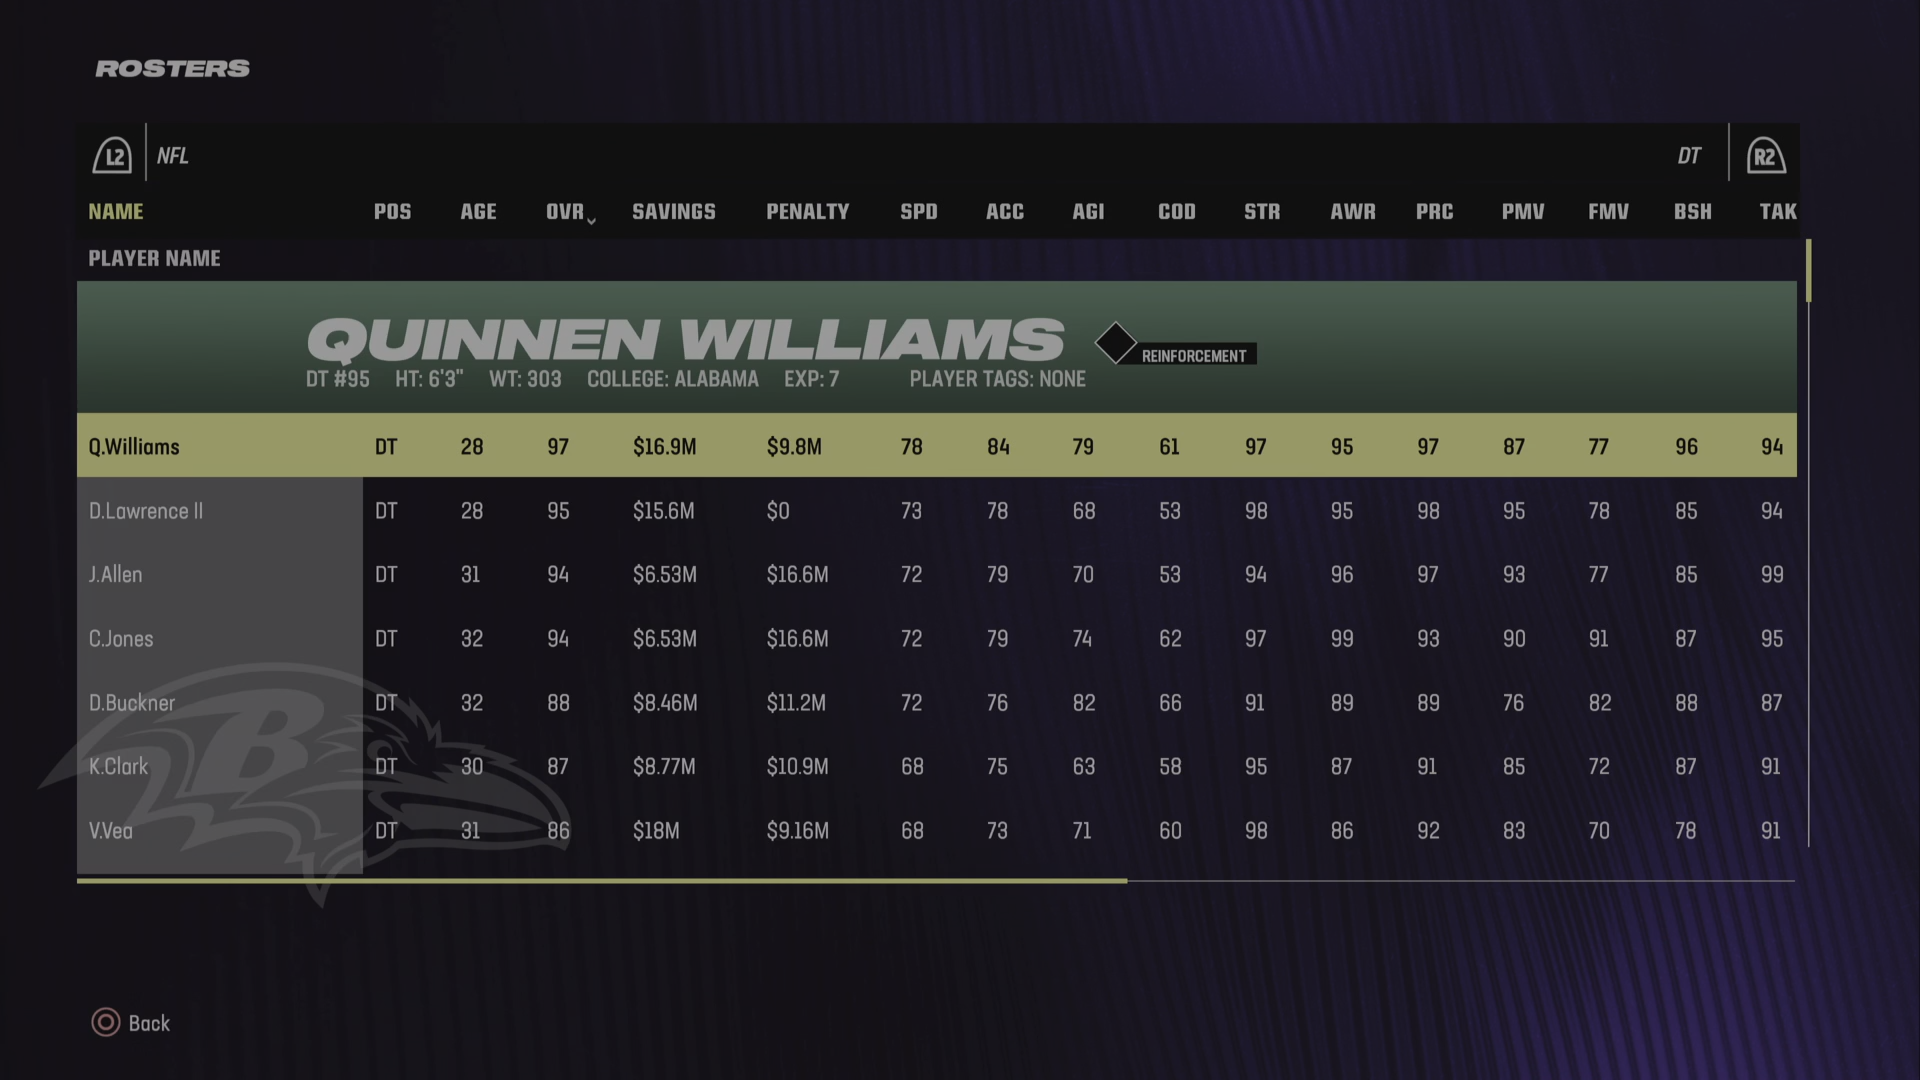 ROSTERS
L2 NFL DT R2
NAME POS AGE OVR SAVINGS PENALTY SPD ACC AGI COD STR AWR PRC PMV FMV BSH TAK
PLAYER NAME
QUINNEN WILLIAMS REINFORCEMENT
DT #95 HT: 6'3" WT: 303 COLLEGE: ALABAMA EXP: 7 PLAYER TAGS: NONE
Q.Williams DT 28 97 $16.9M $9.8M 78 84 79 61 97 95 97 87 77 96 94
D.Lawrence II DT 28 95 $15.6M $0 73 78 68 53 98 95 98 95 78 85 94
J.Allen DT 31 94 $6.53M $16.6M 72 79 70 53 94 96 97 93 77 85 99
C.Jones DT 32 94 $6.53M $16.6M 72 79 74 62 97 99 93 90 91 87 95
D.Buckner DT 32 88 $8.46M $11.2M 72 76 82 66 91 89 89 76 82 88 87
K.Clark DT 30 87 $8.77M $10.9M 68 75 63 58 95 87 91 85 72 87 91
V.Vea DT 31 86 $18M $9.16M 68 73 71 60 98 86 92 83 70 78 91
B
Back